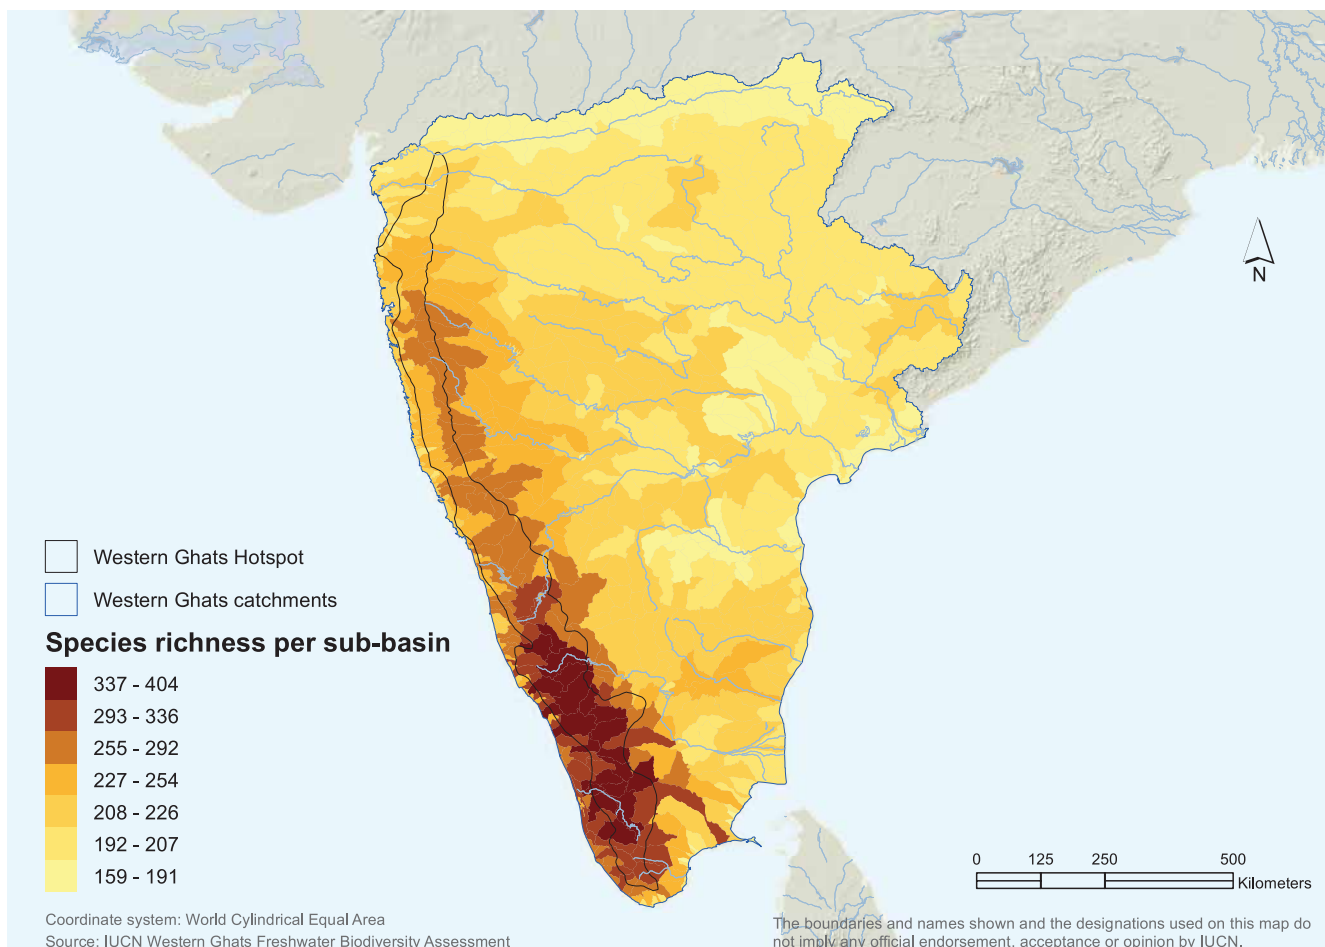 N
Western Ghats Hotspot
Western Ghats catchments
Species richness per sub-basin
337 - 404
293 - 336
255 - 292
227 - 254
208 - 226
192 - 207
159 - 191
0 125 250 500
Kilometers
Coordinate system: World Cylindrical Equal Area
Source: IUCN Western Ghats Freshwater Biodiversity Assessment
The boundaries and names shown and the designations used on this map do
not imply any official endorsement, acceptance or opinion by IUCN.